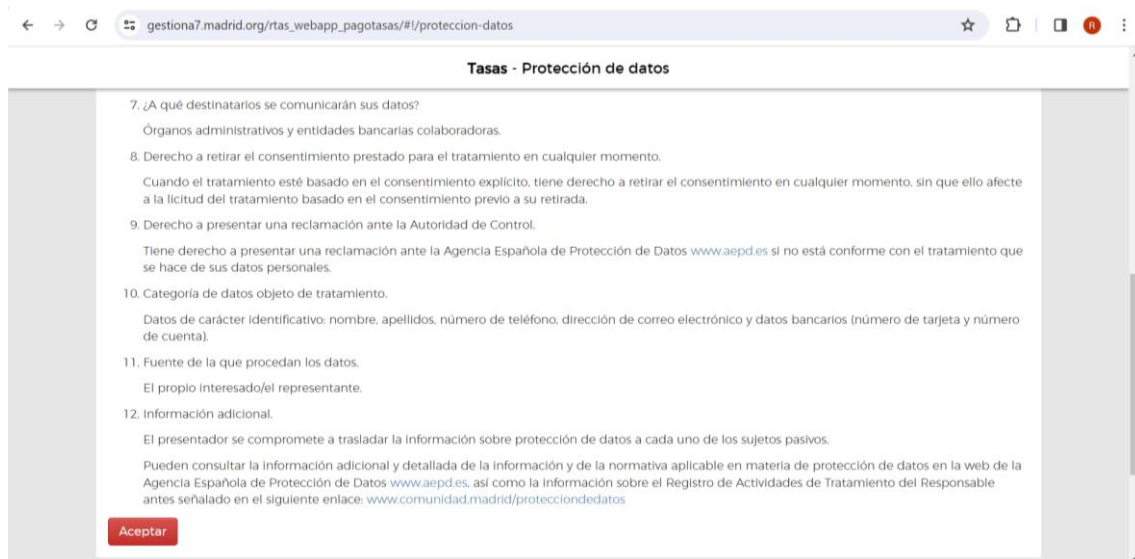 gestiona7.madrid.org/rtas_webapp_pagotasas/#!/proteccion-datos
R
Tasas - Protección de datos
7. ¿A qué destinatarios se comunicarán sus datos?
Órganos administrativos y entidades bancarias colaboradoras.
8. Derecho a retirar el consentimiento prestado para el tratamiento en cualquier momento.
Cuando el tratamiento esté basado en el consentimiento explícito, tiene derecho a retirar el consentimiento en cualquier momento, sin que ello afecte
a la licitud del tratamiento basado en el consentimiento previo a su retirada.
9. Derecho a presentar una reclamación ante la Autoridad de Control.
Tiene derecho a presentar una reclamación ante la Agencia Española de Protección de Datos www.aepd.es si no está conforme con el tratamiento que
se hace de sus datos personales.
10. Categoría de datos objeto de tratamiento.
Datos de carácter identificativo: nombre, apellidos, número de teléfono, dirección de correo electrónico y datos bancarios (número de tarjeta y número
de cuenta).
11. Fuente de la que procedan los datos.
El propio interesado/el representante.
12. Información adicional.
El presentador se compromete a trasladar la información sobre protección de datos a cada uno de los sujetos pasivos.
Pueden consultar la información adicional y detallada de la información y de la normativa aplicable en materia de protección de datos en la web de la
Agencia Española de Protección de Datos www.aepd.es, así como la información sobre el Registro de Actividades de Tratamiento del Responsable
antes señalado en el siguiente enlace: www.comunidad.madrid/protecciondedatos
Aceptar